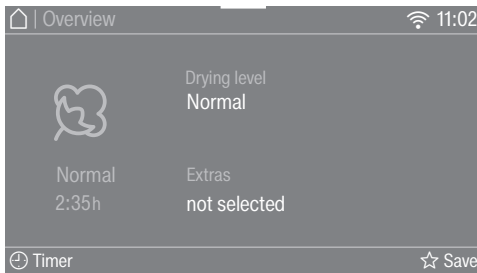 | Overview
11:02
Drying level
Normal
Normal
2:35h
Extras
not selected
Timer
Save